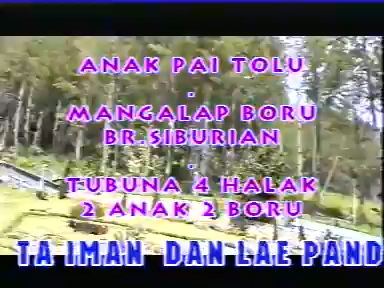 ANAK PAI TOLU
.
MANGALAP BORU
BR.SIBURIAN
.
TUBUNA 4 HALAK
2 ANAK 2 BORU
TA IMAN DAN LAE PAND